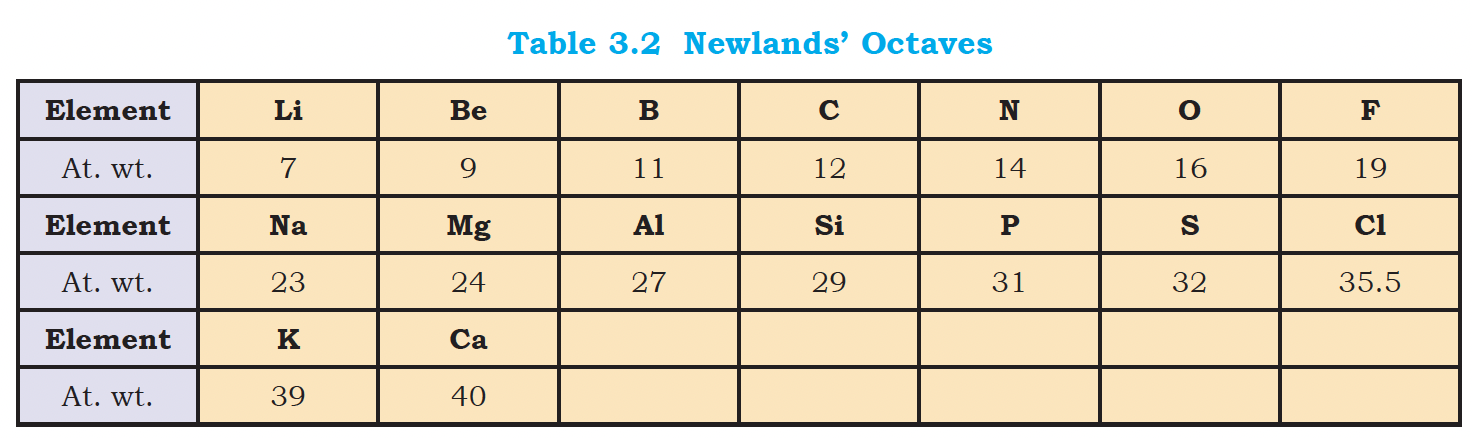 Table 3.2 Newlands’ Octaves
Element Li Be B C N O F
At. wt. 7 9 11 12 14 16 19
Element Na Mg Al Si P S Cl
At. wt. 23 24 27 29 31 32 35.5
Element K Ca
At. wt. 39 40